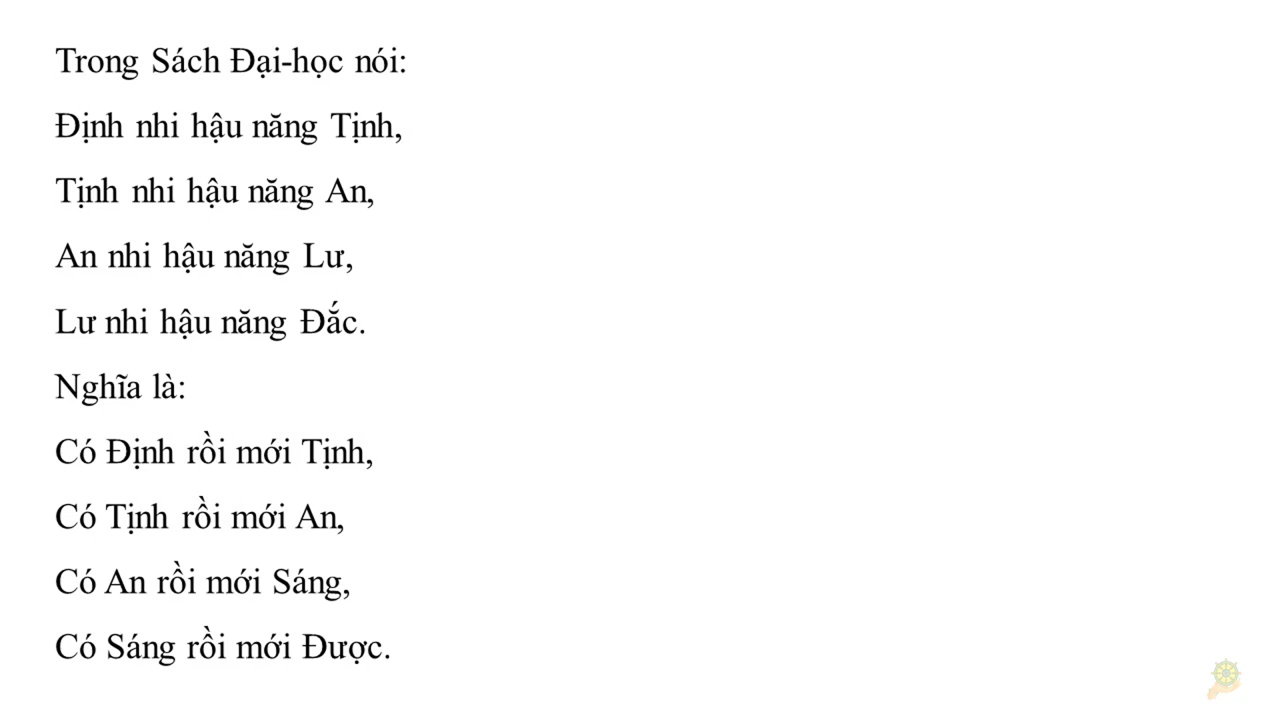 Trong Sách Đại-học nói:
Định nhi hậu năng Tịnh,
Tịnh nhi hậu năng An,
An nhi hậu năng Lư,
Lư nhi hậu năng Đắc.
Nghĩa là:
Có Định rồi mới Tịnh,
Có Tịnh rồi mới An,
Có An rồi mới Sáng,
Có Sáng rồi mới Được.